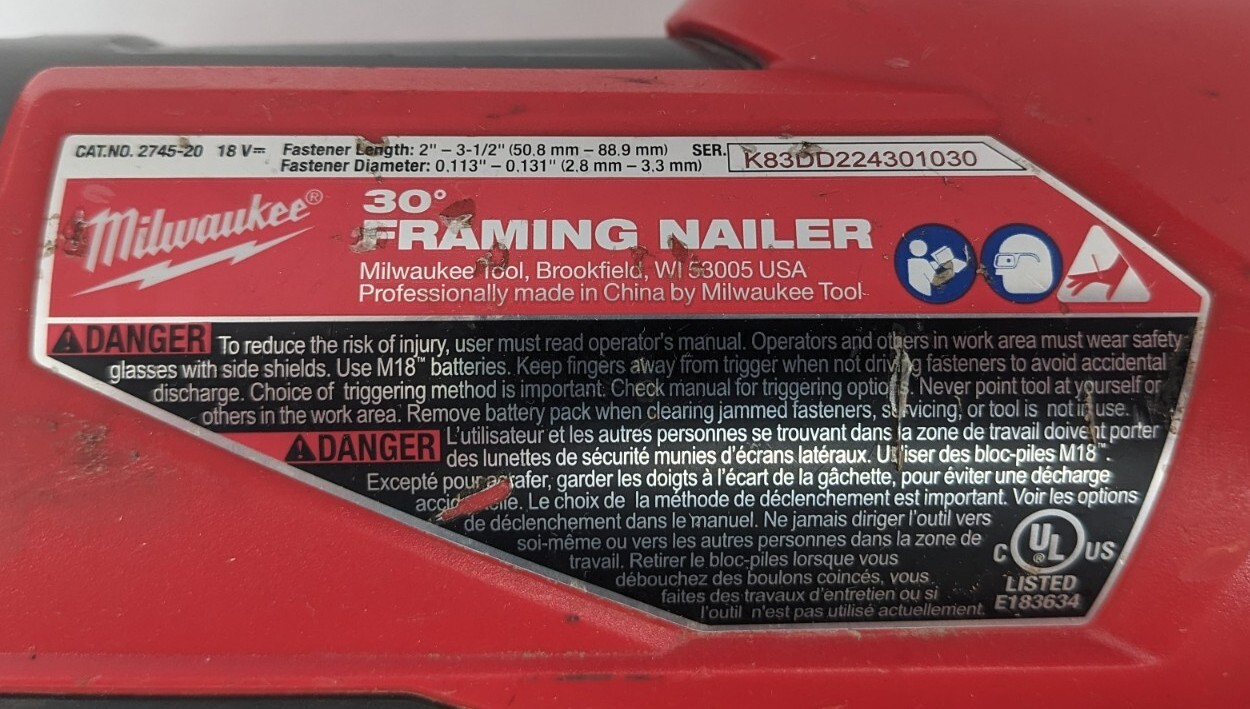 CAT.NO. 2745-20 18 V⎓ Fastener Length: 2" – 3-1/2" (50,8 mm – 88.9 mm) SER. K83DD224301030
Fastener Diameter: 0,113" – 0,131" (2.8 mm – 3,3 mm)
Milwaukee®
30°
FRAMING NAILER
Milwaukee Tool, Brookfield, WI 53005 USA
Professionally made in China by Milwaukee Tool
DANGER To reduce the risk of injury, user must read operator's manual. Operators and others in work area must wear safety
glasses with side shields. Use M18™ batteries. Keep fingers away from trigger when not driving fasteners to avoid accidental
discharge. Choice of triggering method is important. Check manual for triggering options. Never point tool at yourself or
others in the work area. Remove battery pack when clearing jammed fasteners, servicing, or tool is not in use.
DANGER L'utilisateur et les autres personnes se trouvant dans la zone de travail doivent porter
des lunettes de sécurité munies d'écrans latéraux. Utiliser des bloc-piles M18™.
Excepté pour agrafer, garder les doigts à l'écart de la gâchette, pour éviter une décharge
accidentelle. Le choix de la méthode de déclenchement est important. Voir les options
de déclenchement dans le manuel. Ne jamais diriger l'outil vers
soi-même ou vers les autres personnes dans la zone de
travail. Retirer le bloc-piles lorsque vous
débouchez des boulons coincés, vous
faites des travaux d'entretien ou si
l'outil n'est pas utilisé actuellement.
C UL® US
LISTED
E183634